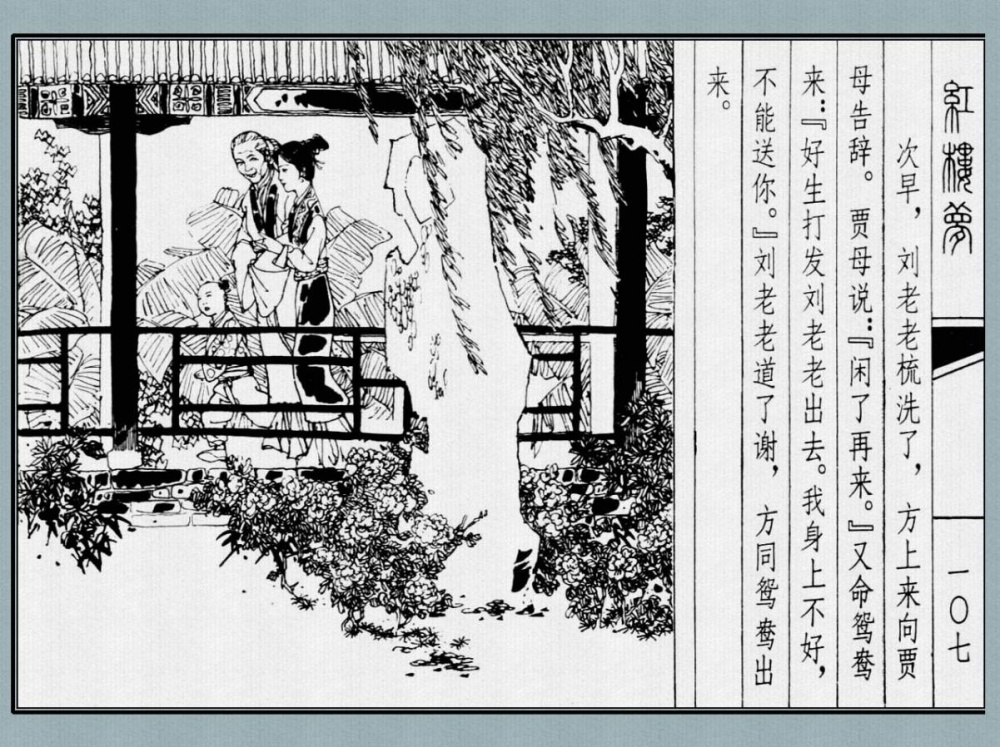 紅樓夢
一〇七
次早，刘老老梳洗了，方上来向贾
母告辞。贾母说：『闲了再来。』又命鸳鸯
来：『好生打发刘老老出去。我身上不好，
不能送你。』刘老老道了谢，方同鸳鸯出
来。